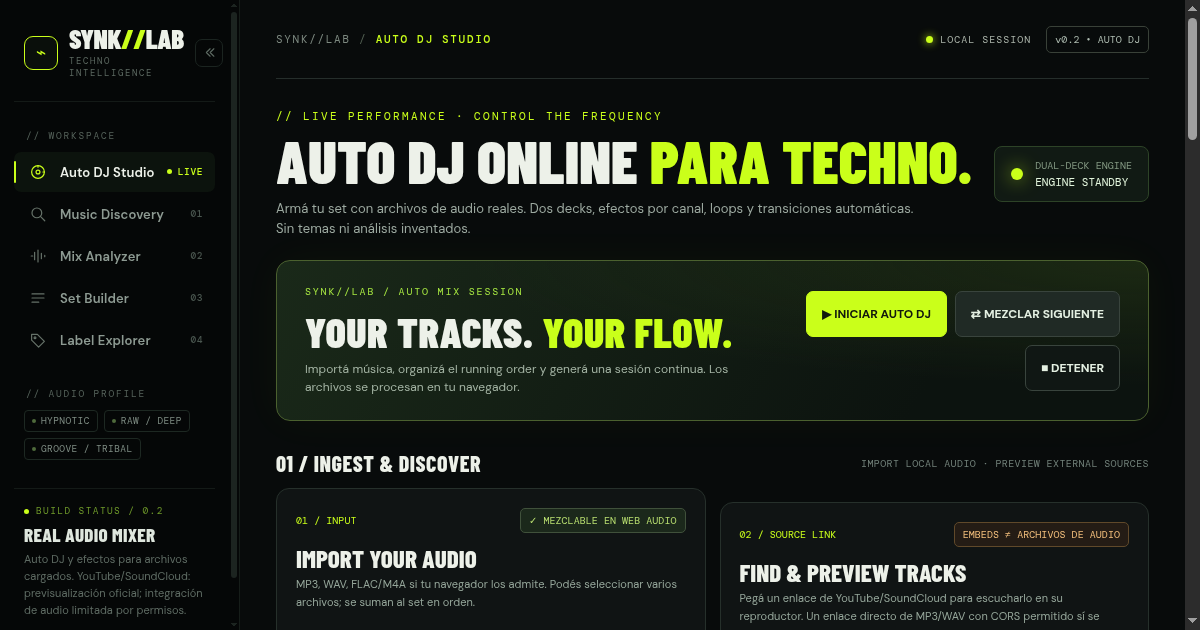 SYNK//LAB
TECHNO
INTELLIGENCE
// WORKSPACE
Auto DJ Studio LIVE
Music Discovery 01
Mix Analyzer 02
Set Builder 03
Label Explorer 04
// AUDIO PROFILE
HYPNOTIC
RAW / DEEP
GROOVE / TRIBAL
BUILD STATUS / 0.2
REAL AUDIO MIXER
Auto DJ y efectos para archivos
cargados. YouTube/SoundCloud:
previsualización oficial; integración
de audio limitada por permisos.
SYNK//LAB / AUTO DJ STUDIO
LOCAL SESSION
v0.2 • AUTO DJ
// LIVE PERFORMANCE · CONTROL THE FREQUENCY
AUTO DJ ONLINE PARA TECHNO.
Armá tu set con archivos de audio reales. Dos decks, efectos por canal, loops y transiciones automáticas.
Sin temas ni análisis inventados.
DUAL-DECK ENGINE
ENGINE STANDBY
SYNK//LAB / AUTO MIX SESSION
YOUR TRACKS. YOUR FLOW.
Importá música, organizá el running order y generá una sesión continua. Los
archivos se procesan en tu navegador.
▶ INICIAR AUTO DJ
⇄ MEZCLAR SIGUIENTE
■ DETENER
01 / INGEST & DISCOVER
IMPORT LOCAL AUDIO · PREVIEW EXTERNAL SOURCES
01 / INPUT
✓ MEZCLABLE EN WEB AUDIO
IMPORT YOUR AUDIO
MP3, WAV, FLAC/M4A si tu navegador los admite. Podés seleccionar varios
archivos; se suman al set en orden.
02 / SOURCE LINK
EMBEDS ≠ ARCHIVOS DE AUDIO
FIND & PREVIEW TRACKS
Pegá un enlace de YouTube/SoundCloud para escucharlo en su
reproductor. Un enlace directo de MP3/WAV con CORS permitido sí se